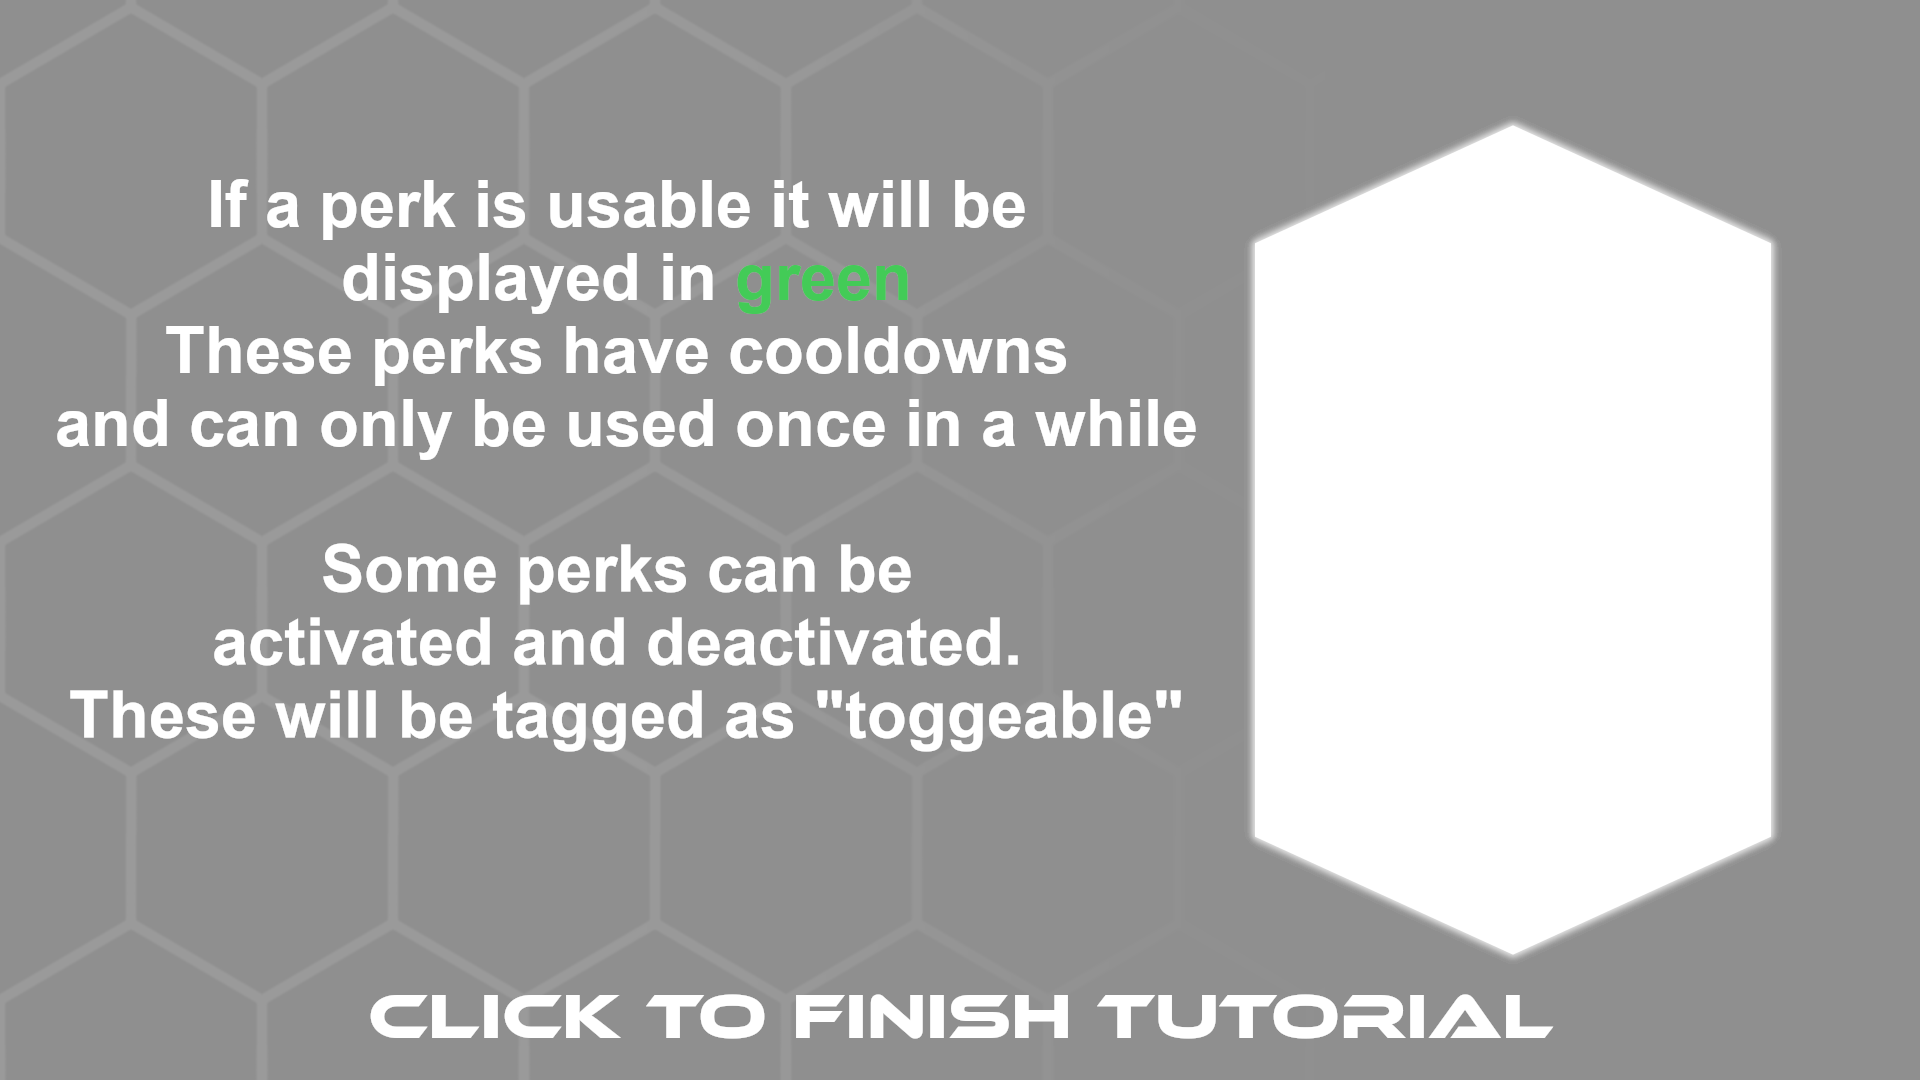 If a perk is usable it will be
displayed in green
These perks have cooldowns
and can only be used once in a while
Some perks can be
activated and deactivated.
These will be tagged as "toggeable"
CLICK TO FINISH TUTORIAL